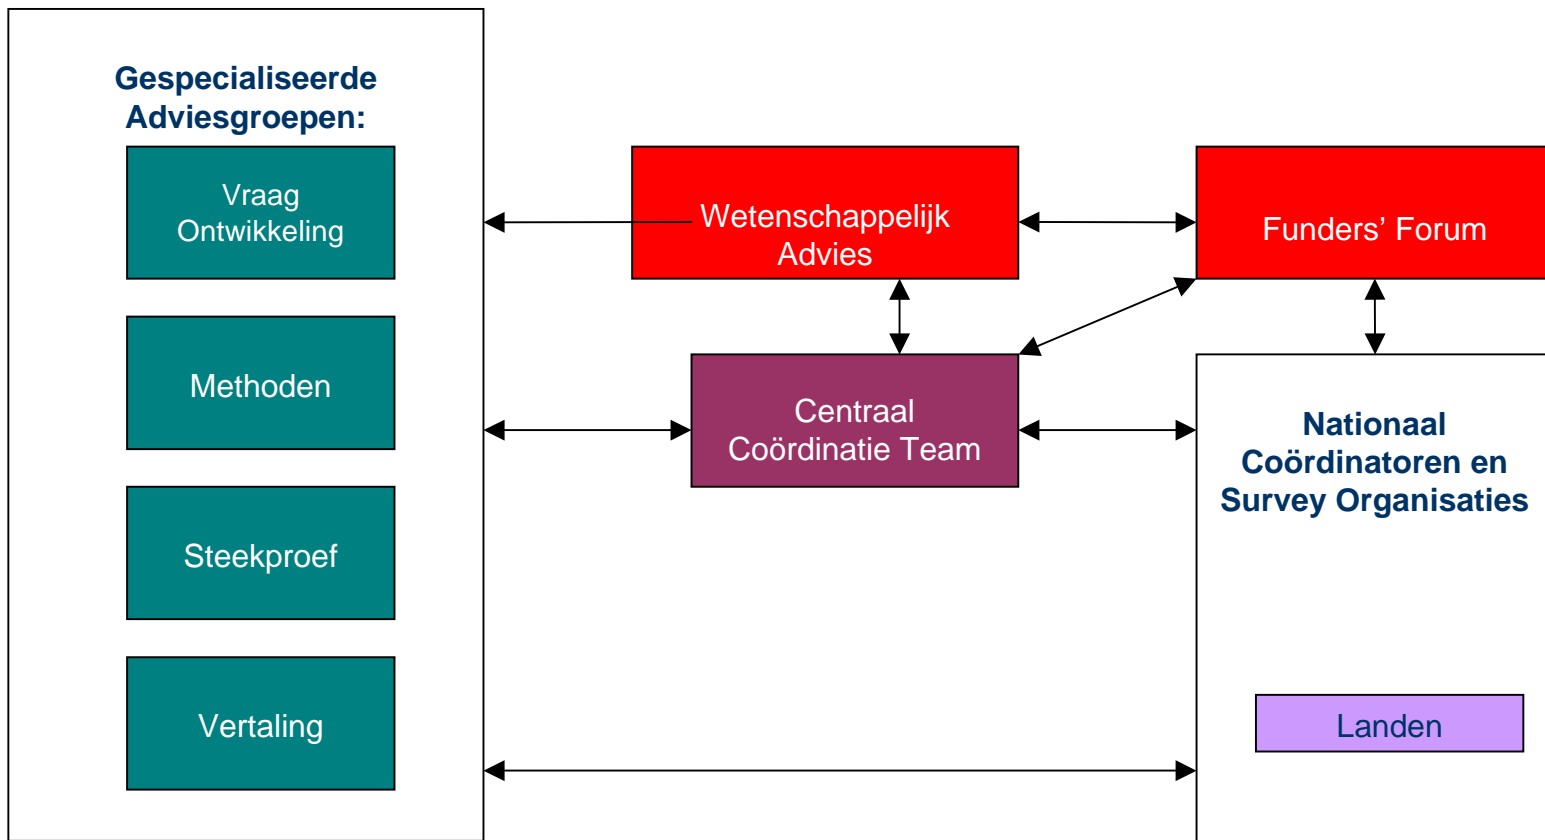 Gespecialiseerde
Adviesgroepen:
Vraag
Ontwikkeling
Methoden
Steekproef
Vertaling
Wetenschappelijk
Advies
Funders’ Forum
Centraal
Coördinatie Team
Nationaal
Coördinatoren en
Survey Organisaties
Landen